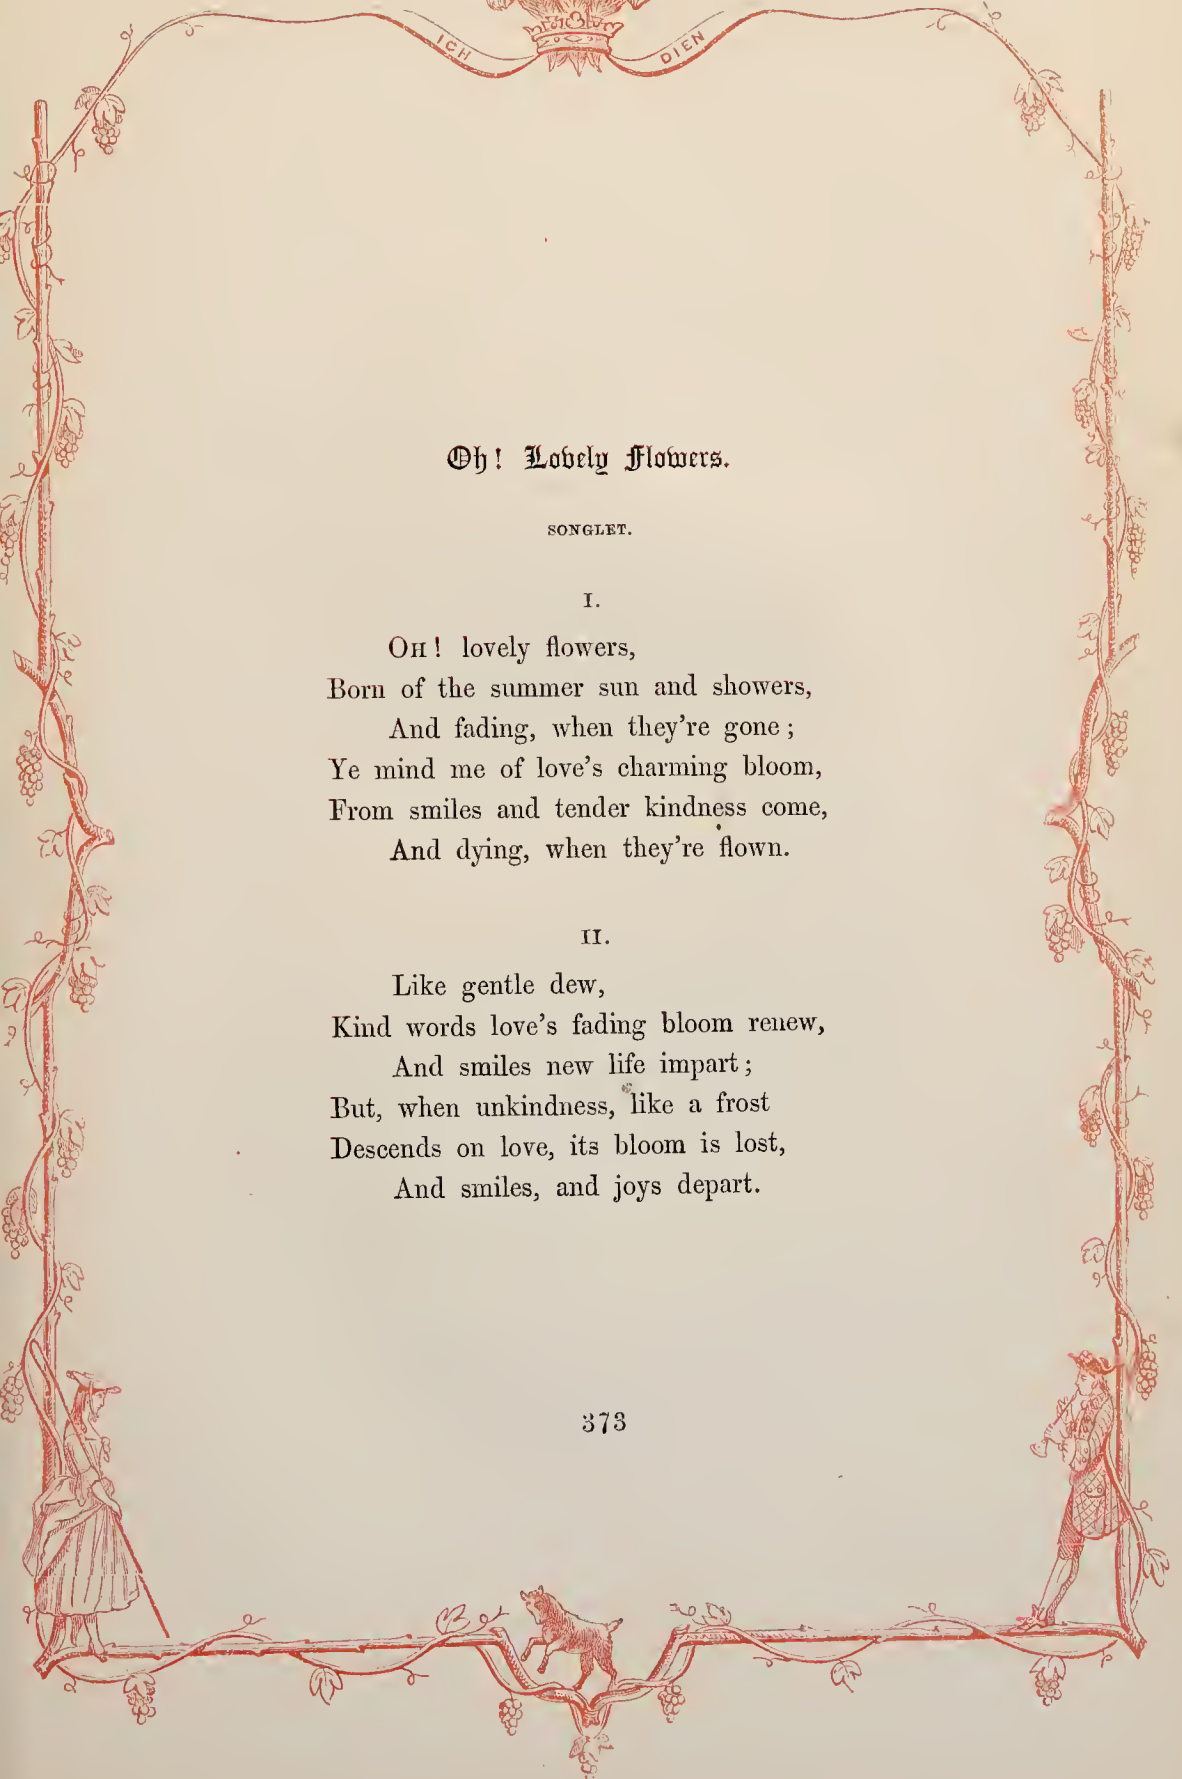 ICH DIEN
Oh! Lovely Flowers.
SONGLET.
I.
OH! lovely flowers,
Born of the summer sun and showers,
And fading, when they're gone;
Ye mind me of love's charming bloom,
From smiles and tender kindness come,
And dying, when they're flown.
II.
Like gentle dew,
Kind words love's fading bloom renew,
And smiles new life impart;
But, when unkindness, like a frost
Descends on love, its bloom is lost,
And smiles, and joys depart.
373